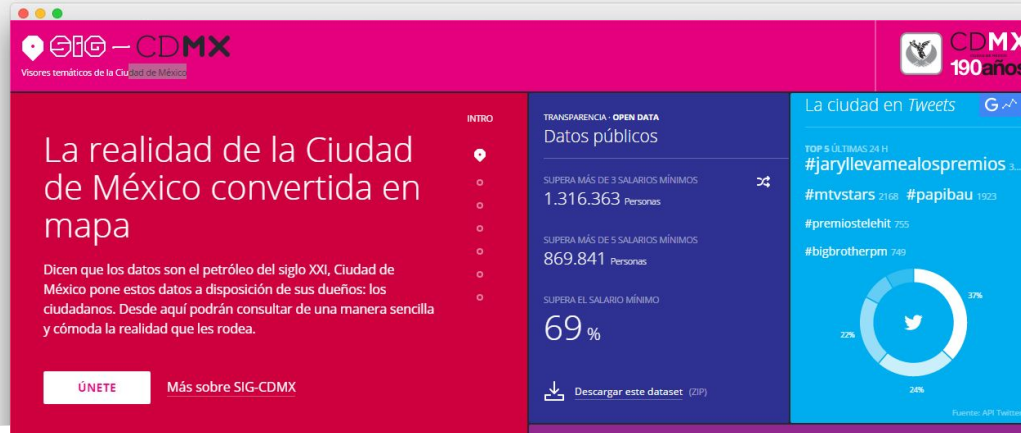 SIG – CDMX
Visores temáticos de la Ciudad de México
CDMX
190años
INTRO
La realidad de la Ciudad
de México convertida en
mapa
Dicen que los datos son el petróleo del siglo XXI, Ciudad de
México pone estos datos a disposición de sus dueños: los
ciudadanos. Desde aquí podrán consultar de una manera sencilla
y cómoda la realidad que les rodea.
ÚNETE
Más sobre SIG-CDMX
TRANSPARENCIA · OPEN DATA
Datos públicos
SUPERA MÁS DE 3 SALARIOS MÍNIMOS
1.316.363 Personas
SUPERA MÁS DE 5 SALARIOS MÍNIMOS
869.841 Personas
SUPERA EL SALARIO MÍNIMO
69 %
Descargar este dataset (ZIP)
La ciudad en Tweets
G
TOP 5 ÚLTIMAS 24 H
#jaryllevamealospremios 3...
#mtvstars 2168 #papibau 1923
#premiostelehit 755
#bigbrotherpm 749
37%
22%
24%
Fuente: API Twitter